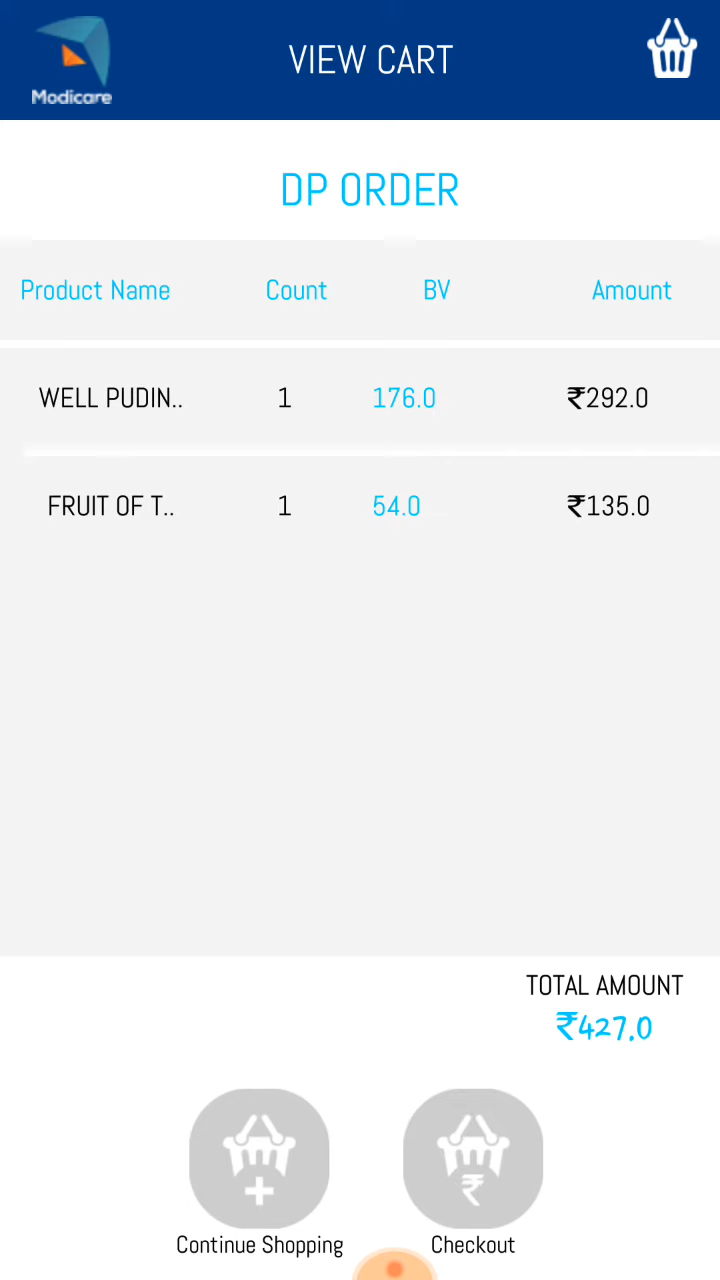 Modicare
VIEW CART
DP ORDER
Product Name Count BV Amount
WELL PUDIN.. 1 176.0 ₹292.0
FRUIT OF T.. 1 54.0 ₹135.0
TOTAL AMOUNT
₹427.0
₹
Continue Shopping Checkout